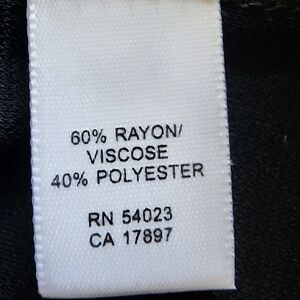 60% RAYON/
VISCOSE
40% POLYESTER
RN 54023
CA 17897